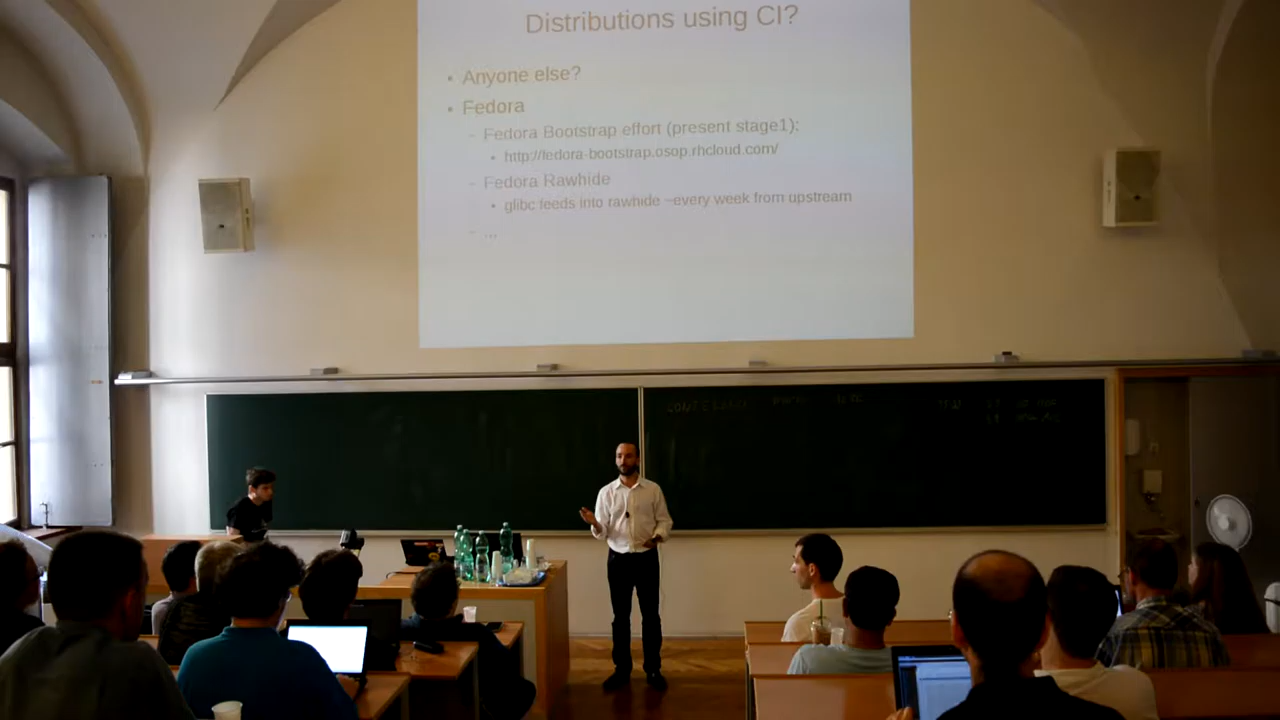 Distributions using CI?
• Anyone else?
• Fedora
– Fedora Bootstrap effort (present stage1):
• http://fedora-bootstrap.osop.rhcloud.com/
– Fedora Rawhide
• glibc feeds into rawhide ~every week from upstream
– ...